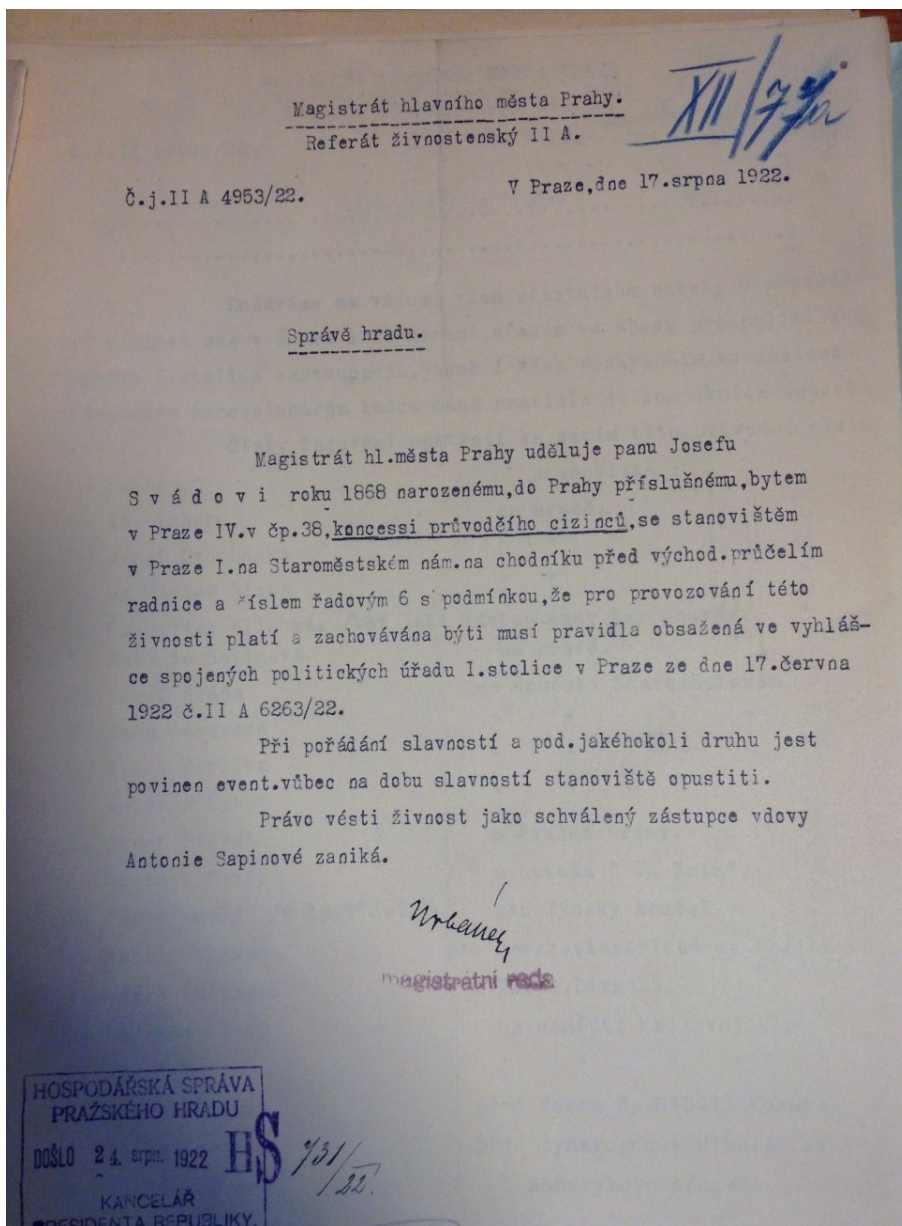 XII/77a
Magistrát hlavního města Prahy.
Referát živnostenský II A.
Č.j.II A 4953/22.
V Praze,dne 17.srpna 1922.
Správě hradu.
Magistrát hl.města Prahy uděluje panu Josefu
S v á d o v i roku 1868 narozenému,do Prahy příslušnému,bytem
v Praze IV.v čp.38,koncessi průvodčího cizinců,se stanovištěm
v Praze I.na Staroměstském nám.na chodníku před východ.průčelím
radnice a číslem řadovým 6 s podmínkou,že pro provozování této
živnosti platí a zachovávána býti musí pravidla obsažená ve vyhláš-
ce spojených politických úřadu I.stolice v Praze ze dne 17.června
1922 č.II A 6263/22.
Při pořádání slavností a pod.jakéhokoli druhu jest
povinen event.vůbec na dobu slavností stanoviště opustiti.
Právo vésti živnost jako schválený zástupce vdovy
Antonie Sapinové zaniká.
Urbánek
magistrátní rada
HOSPODÁŘSKÁ SPRÁVA
PRAŽSKÉHO HRADU
DOŠLO 24. srpn. 1922 HS 731/22.
KANCELÁŘ
PRESIDENTA REPUBLIKY.